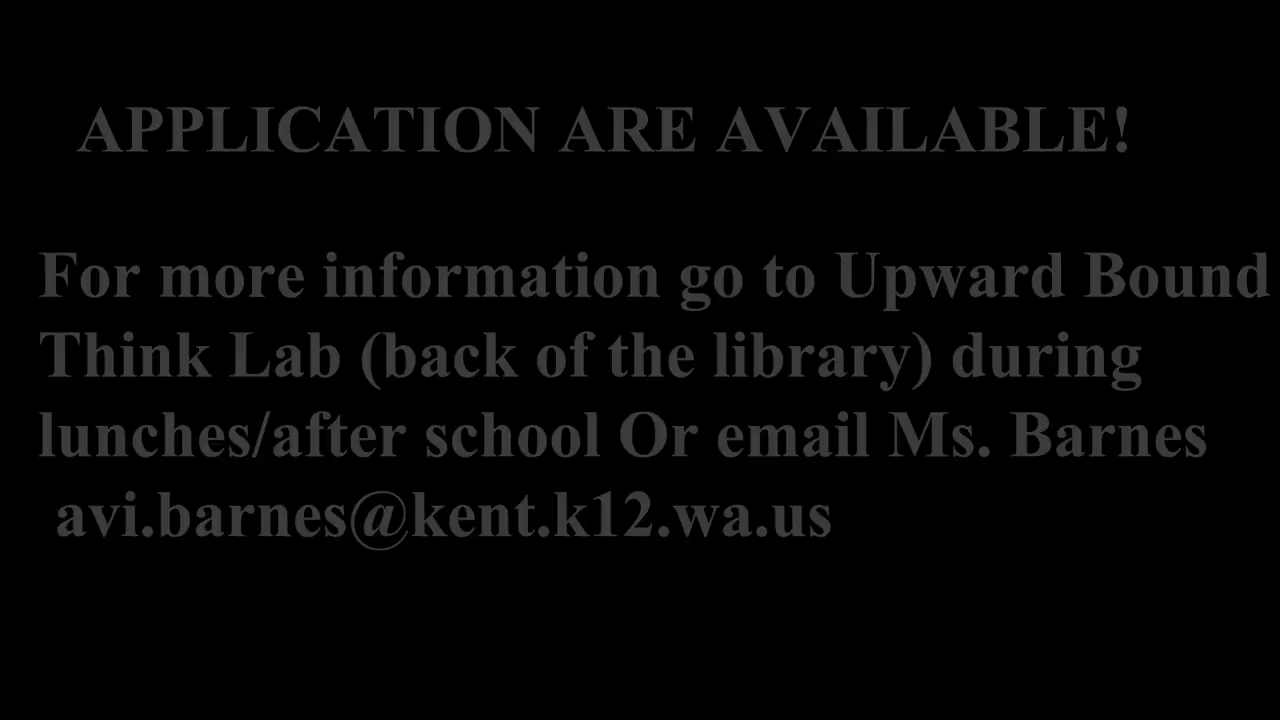 APPLICATION ARE AVAILABLE!
For more information go to Upward Bound
Think Lab (back of the library) during
lunches/after school Or email Ms. Barnes
avi.barnes@kent.k12.wa.us